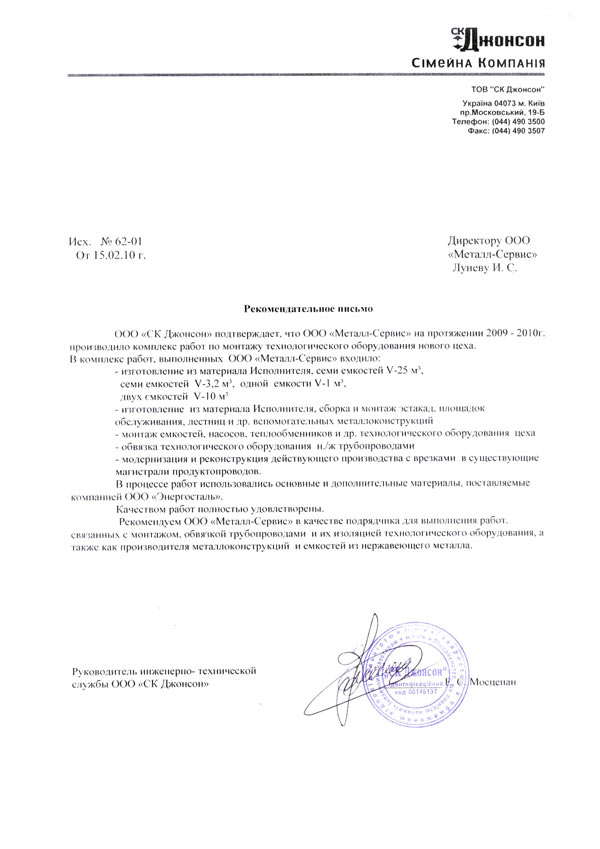 СК
Джонсон
Сімейна Компанія
ТОВ "СК Джонсон"
Україна 04073 м. Київ
пр.Московський, 19-Б
Телефон: (044) 490 3500
Факс: (044) 490 3507
Исх. № 62-01
От 15.02.10 г.
Директору ООО
«Металл-Сервис»
Луневу И. С.
Рекомендательное письмо
ООО «СК Джонсон» подтверждает, что ООО «Металл-Сервис» на протяжении 2009 - 2010г.
производило комплекс работ по монтажу технологического оборудования нового цеха.
В комплекс работ, выполненных ООО «Металл-Сервис» входило:
- изготовление из материала Исполнителя, семи емкостей V-25 м³,
семи емкостей V-3,2 м³, одной емкости V-1 м³,
двух емкостей V-10 м³
- изготовление из материала Исполнителя, сборка и монтаж эстакад, площадок
обслуживания, лестниц и др. вспомогательных металлоконструкций
- монтаж емкостей, насосов, теплообменников и др. технологического оборудования цеха
- обвязка технологического оборудования н./ж трубопроводами
- модернизация и реконструкция действующего производства с врезками в существующие
магистрали продуктопроводов.
В процессе работ использовались основные и дополнительные материалы, поставляемые
компанией ООО «Энергосталь».
Качеством работ полностью удовлетворены.
Рекомендуем ООО «Металл-Сервис» в качестве подрядчика для выполнения работ,
связанных с монтажом, обвязкой трубопроводами и их изоляцией технологического оборудования, а
также как производителя металлоконструкций и емкостей из нержавеющего металла.
Руководитель инженерно- технической
службы ООО «СК Джонсон»
"СК Джонсон"
Ідентифікаційний
код 00146137
С. Мосцепан